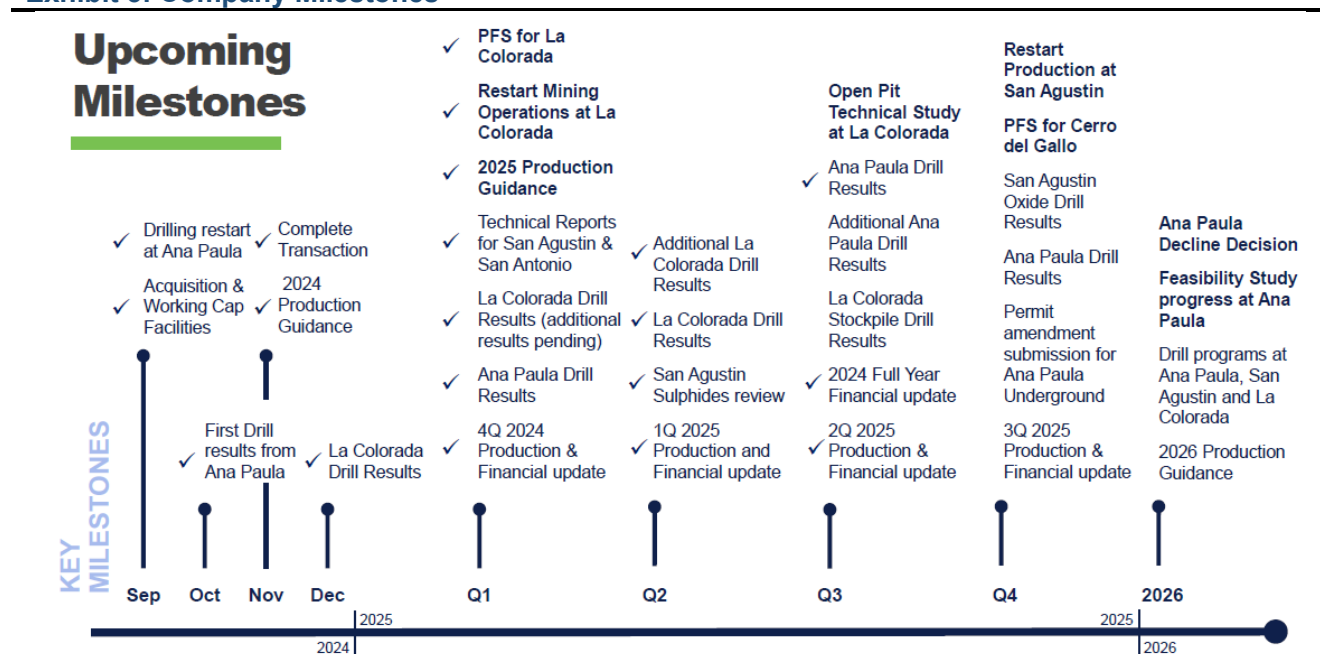 Exhibit 3: Company Milestones
Upcoming
Milestones
✓ Drilling restart
at Ana Paula
✓ Acquisition &
Working Cap
Facilities
✓ First Drill
results from
Ana Paula
✓ Complete
Transaction
✓ 2024
Production
Guidance
✓ La Colorada
Drill Results
✓ PFS for La
Colorada
✓ Restart Mining
Operations at La
Colorada
✓ 2025 Production
Guidance
✓ Technical Reports
for San Agustin &
San Antonio
✓ La Colorada Drill
Results (additional
results pending)
✓ Ana Paula Drill
Results
✓ 4Q 2024
Production &
Financial update
✓ Additional La
Colorada Drill
Results
✓ La Colorada Drill
Results
✓ San Agustin
Sulphides review
✓ 1Q 2025
Production and
Financial update
Open Pit
Technical Study
at La Colorada
✓ Ana Paula Drill
Results
Additional Ana
Paula Drill
Results
La Colorada
Stockpile Drill
Results
✓ 2024 Full Year
Financial update
✓ 2Q 2025
Production &
Financial update
Restart
Production at
San Agustin
PFS for Cerro
del Gallo
San Agustin
Oxide Drill
Results
Ana Paula Drill
Results
Permit
amendment
submission for
Ana Paula
Underground
3Q 2025
Production &
Financial update
Ana Paula
Decline Decision
Feasibility Study
progress at Ana
Paula
Drill programs at
Ana Paula, San
Agustin and La
Colorada
2026 Production
Guidance
KEY
MILESTONES
Sep Oct Nov Dec Q1 Q2 Q3 Q4 2026
2025 2025
2024 2026